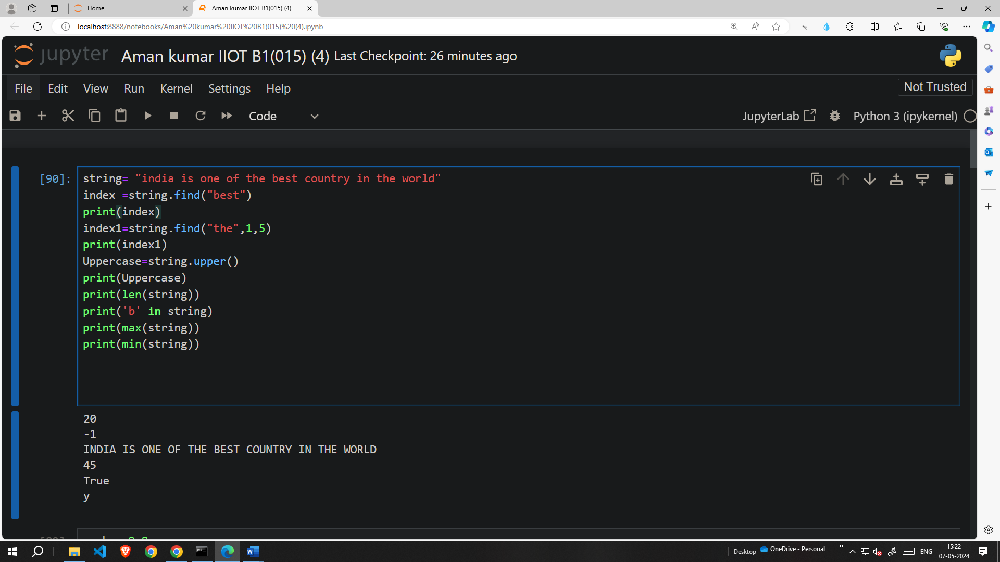 Home
Aman kumar IIOT B1(015) (4)
localhost:8888/notebooks/Aman%20kumar%20IIOT%20B1(015)%20(4).ipynb
jupyter Aman kumar IIOT B1(015) (4) Last Checkpoint: 26 minutes ago
File Edit View Run Kernel Settings Help
Not Trusted
Code
JupyterLab
Python 3 (ipykernel)
[90]:
string= "india is one of the best country in the world"
index =string.find("best")
print(index)
index1=string.find("the",1,5)
print(index1)
Uppercase=string.upper()
print(Uppercase)
print(len(string))
print('b' in string)
print(max(string))
print(min(string))
20
-1
INDIA IS ONE OF THE BEST COUNTRY IN THE WORLD
45
True
y
Desktop
OneDrive - Personal
ENG
15:22
07-05-2024